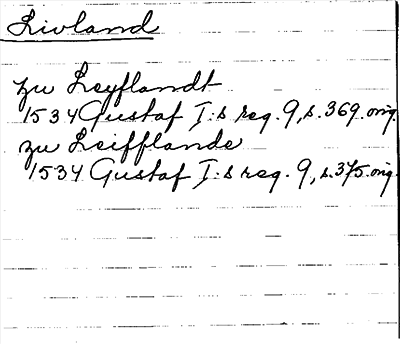 Livland
zu Leyflandt
1534 Gustaf I:s reg. 9, s. 369. orig.
zu Leifflande
1534 Gustaf I:s reg. 9, s. 375. orig.